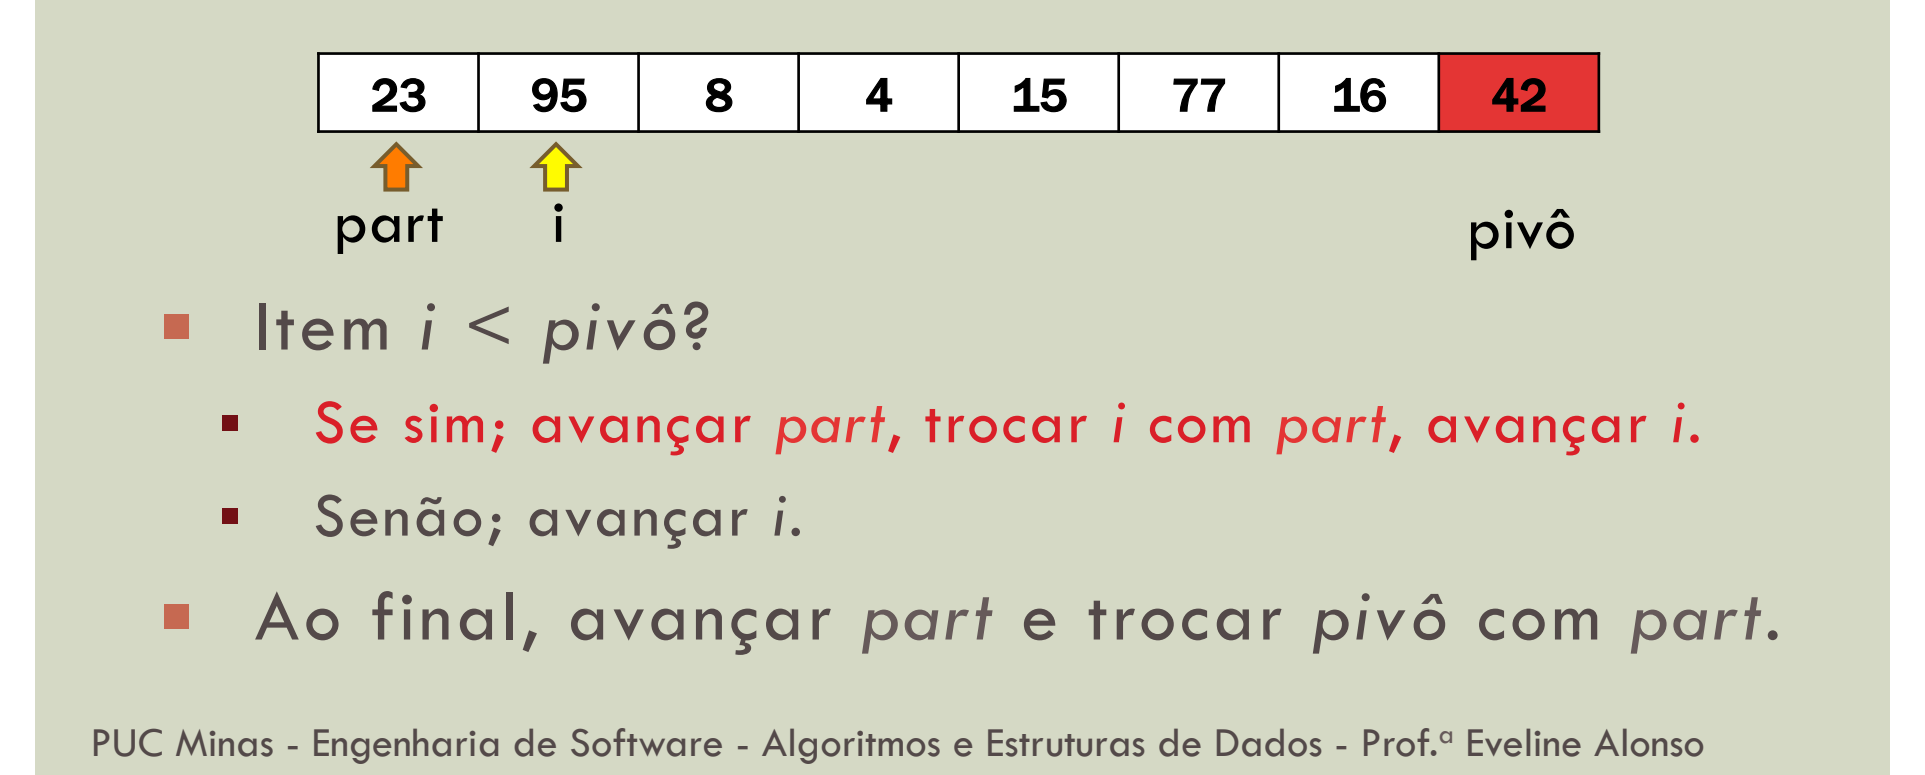 23 95 8 4 15 77 16 42
part i pivô
Item i < pivô?
Se sim; avançar part, trocar i com part, avançar i.
Senão; avançar i.
Ao final, avançar part e trocar pivô com part.
PUC Minas - Engenharia de Software - Algoritmos e Estruturas de Dados - Prof.ª Eveline Alonso